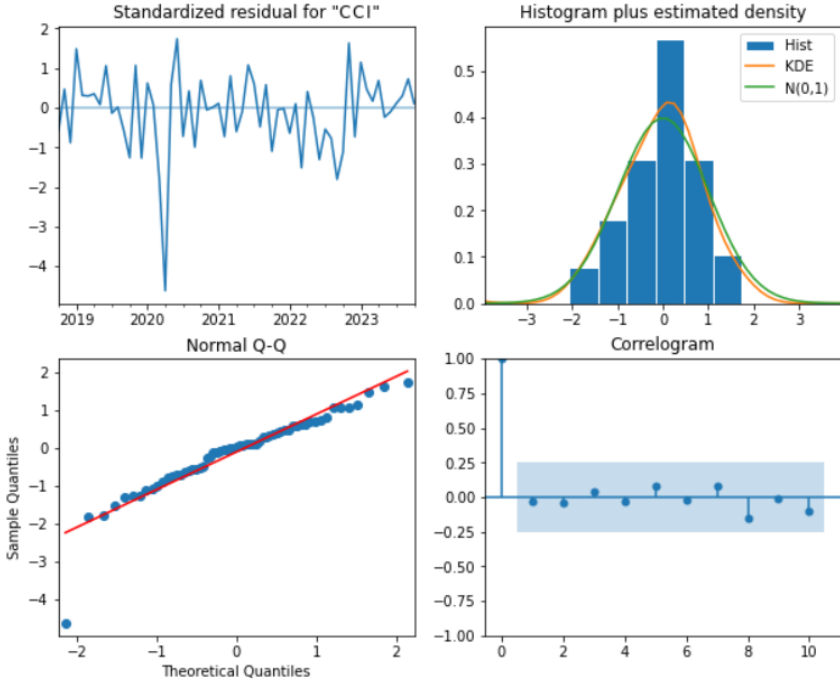 Standardized residual for "CCI"
2
1
0
−1
−2
−3
−4
2019 2020 2021 2022 2023
Histogram plus estimated density
Hist
KDE
N(0,1)
0.5
0.4
0.3
0.2
0.1
0.0
−3 −2 −1 0 1 2 3
Normal Q-Q
Sample Quantiles
2
1
0
−1
−2
−3
−4
−2 −1 0 1 2
Theoretical Quantiles
Correlogram
1.00
0.75
0.50
0.25
0.00
−0.25
−0.50
−0.75
−1.00
0 2 4 6 8 10